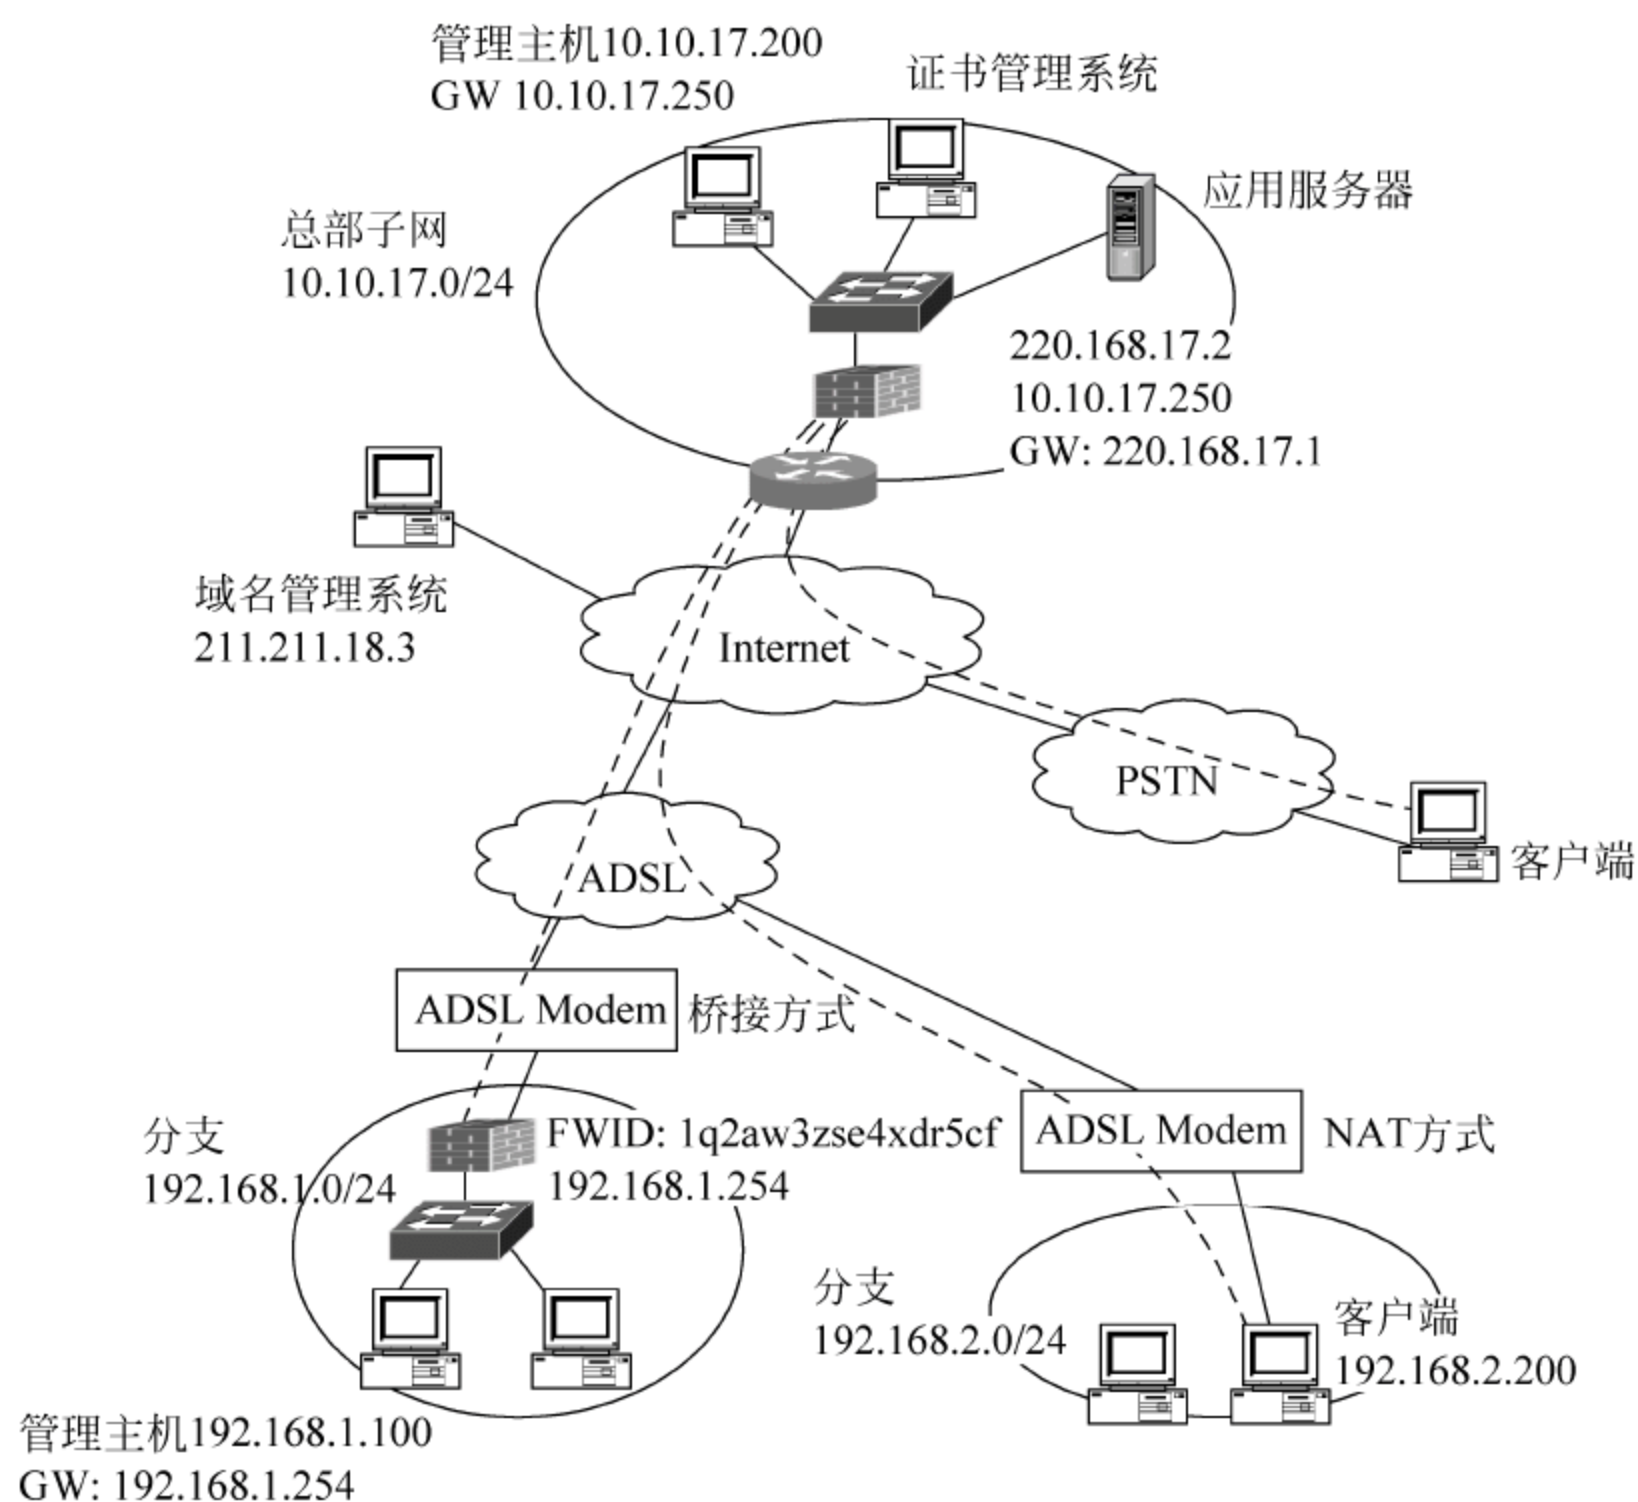 管理主机10.10.17.200
GW 10.10.17.250
证书管理系统
应用服务器
总部子网
10.10.17.0/24
220.168.17.2
10.10.17.250
GW: 220.168.17.1
域名管理系统
211.211.18.3
Internet
PSTN
客户端
ADSL
ADSL Modem
桥接方式
分支
192.168.1.0/24
FWID: 1q2aw3zse4xdr5cf
192.168.1.254
ADSL Modem
NAT方式
分支
192.168.2.0/24
客户端
192.168.2.200
管理主机192.168.1.100
GW: 192.168.1.254